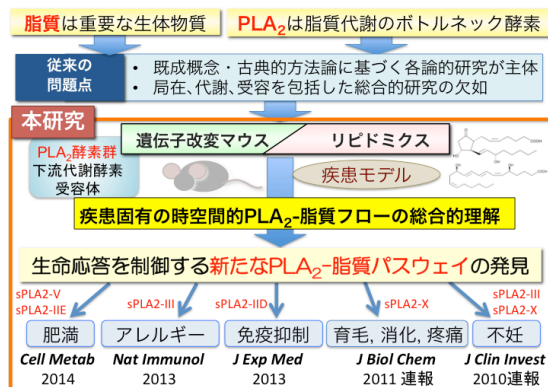 脂質は重要な生体物質
PLA₂は脂質代謝のボトルネック酵素
従来の
問題点
• 既成概念・古典的方法論に基づく各論的研究が主体
• 局在、代謝、受容を包括した総合的研究の欠如
本研究
遺伝子改変マウス
リピドミクス
PLA₂酵素群
下流代謝酵素
受容体
疾患モデル
疾患固有の時空間的PLA₂-脂質フローの総合的理解
生命応答を制御する新たなPLA₂-脂質パスウェイの発見
sPLA2-V
sPLA2-IIE
sPLA2-III
sPLA2-IID
sPLA2-X
sPLA2-III
sPLA2-X
肥満
アレルギー
免疫抑制
育毛, 消化, 疼痛
不妊
Cell Metab
Nat Immunol
J Exp Med
J Biol Chem
J Clin Invest
2014
2013
2013
2011 連報
2010連報